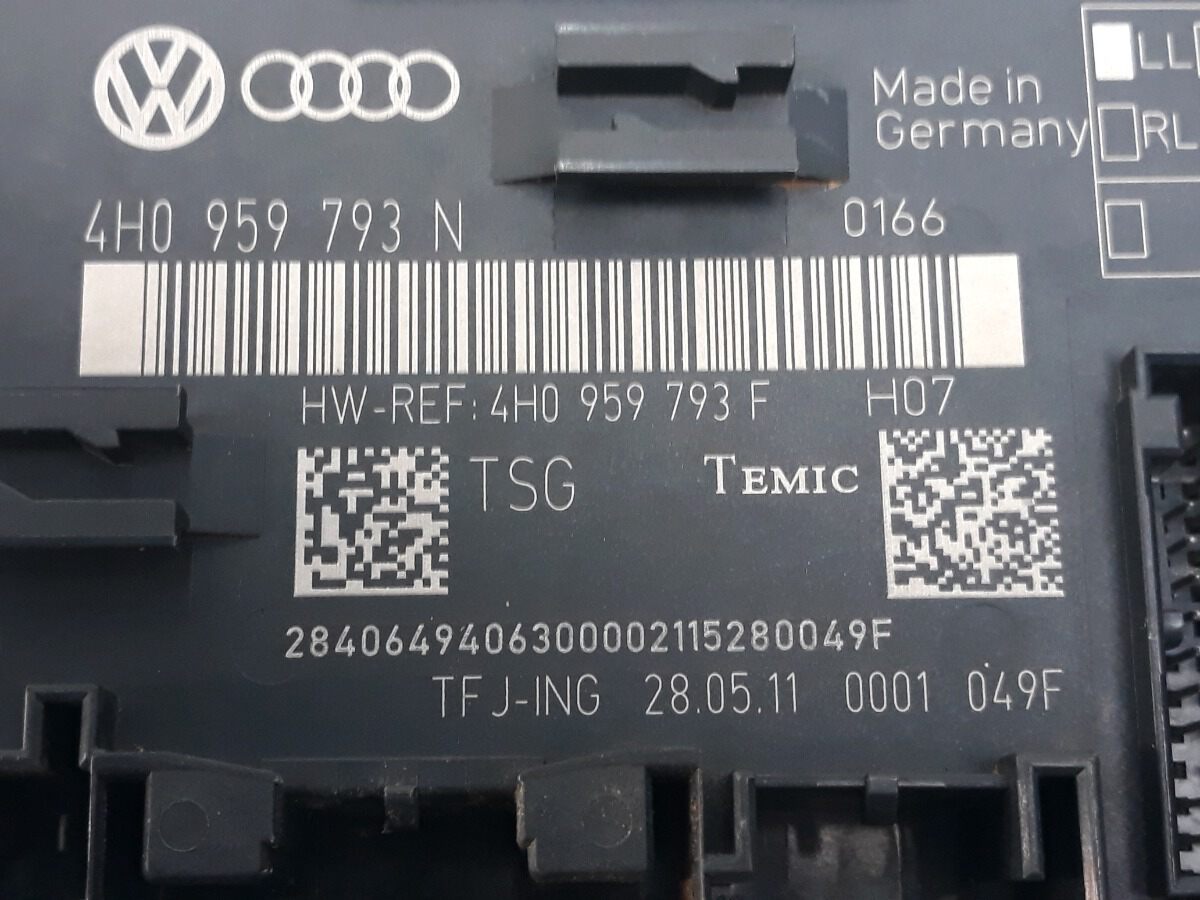 Made in
Germany
LL
RL
4H0 959 793 N
0166
HW-REF: 4H0 959 793 F
H07
TSG
TEMIC
2840649406300002115280049F
TFJ-ING 28.05.11 0001 049F